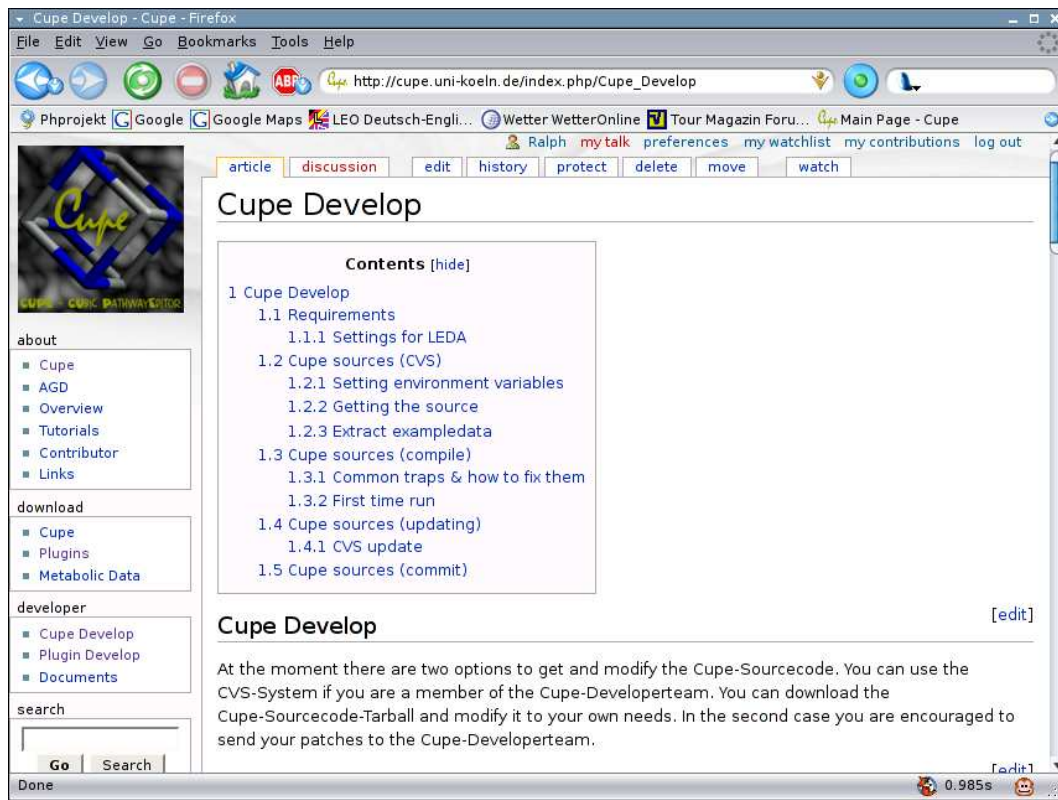 Cupe Develop - Cupe - Firefox
File Edit View Go Bookmarks Tools Help
ABP Cupe http://cupe.uni-koeln.de/index.php/Cupe_Develop
Phprojekt Google Google Maps LEO Deutsch-Engli... Wetter WetterOnline Tour Magazin Foru... Main Page - Cupe
Ralph my talk preferences my watchlist my contributions log out
article discussion edit history protect delete move watch
Cupe
CUPE - CUBIC PATHWAYEDITOR
about
Cupe
AGD
Overview
Tutorials
Contributor
Links
download
Cupe
Plugins
Metabolic Data
developer
Cupe Develop
Plugin Develop
Documents
search
Go Search
Cupe Develop
Contents [hide]
1 Cupe Develop
1.1 Requirements
1.1.1 Settings for LEDA
1.2 Cupe sources (CVS)
1.2.1 Setting environment variables
1.2.2 Getting the source
1.2.3 Extract exampledata
1.3 Cupe sources (compile)
1.3.1 Common traps & how to fix them
1.3.2 First time run
1.4 Cupe sources (updating)
1.4.1 CVS update
1.5 Cupe sources (commit)
[edit]
Cupe Develop
At the moment there are two options to get and modify the Cupe-Sourcecode. You can use the
CVS-System if you are a member of the Cupe-Developerteam. You can download the
Cupe-Sourcecode-Tarball and modify it to your own needs. In the second case you are encouraged to
send your patches to the Cupe-Developerteam.
[edit]
Done 0.985s